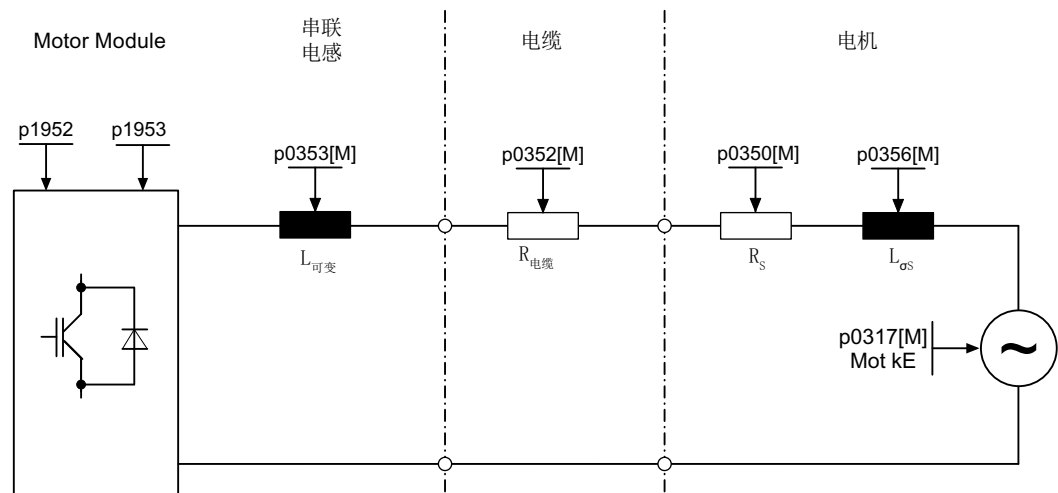 Motor Module
串联
电感
电缆
电机
p1952
p1953
p0353[M]
p0352[M]
p0350[M]
p0356[M]
L可变
R电缆
RS
LσS
p0317[M]
Mot kE
~